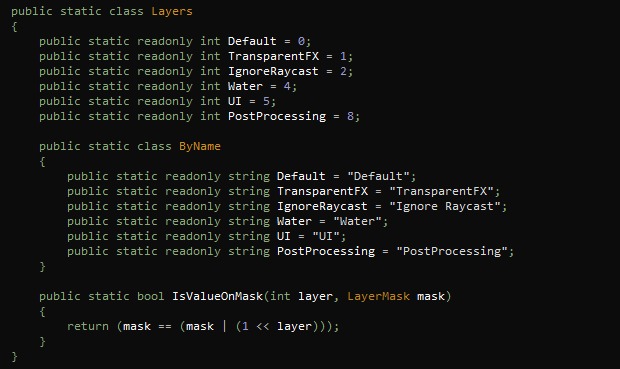 public static class Layers
{
    public static readonly int Default = 0;
    public static readonly int TransparentFX = 1;
    public static readonly int IgnoreRaycast = 2;
    public static readonly int Water = 4;
    public static readonly int UI = 5;
    public static readonly int PostProcessing = 8;

    public static class ByName
    {
        public static readonly string Default = "Default";
        public static readonly string TransparentFX = "TransparentFX";
        public static readonly string IgnoreRaycast = "Ignore Raycast";
        public static readonly string Water = "Water";
        public static readonly string UI = "UI";
        public static readonly string PostProcessing = "PostProcessing";
    }

    public static bool IsValueOnMask(int layer, LayerMask mask)
    {
        return (mask == (mask | (1 << layer)));
    }
}